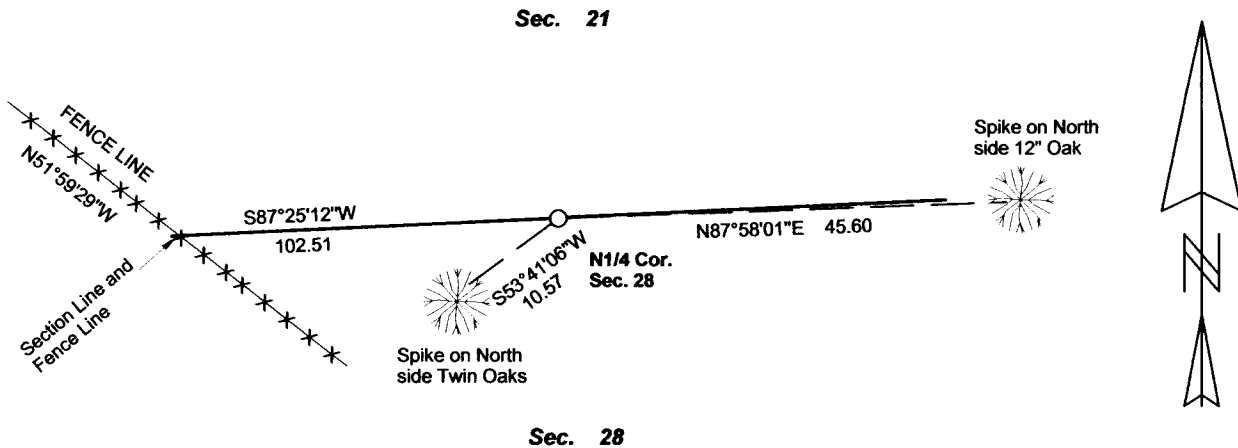 Sec. 21
FENCE LINE
N51°59'29"W
Spike on North
side 12" Oak
S87°25'12"W
102.51
N87°58'01"E 45.60
S53°41'06"W
10.57
N1/4 Cor.
Sec. 28
Section Line and
Fence Line
Spike on North
side Twin Oaks
N
Sec. 28